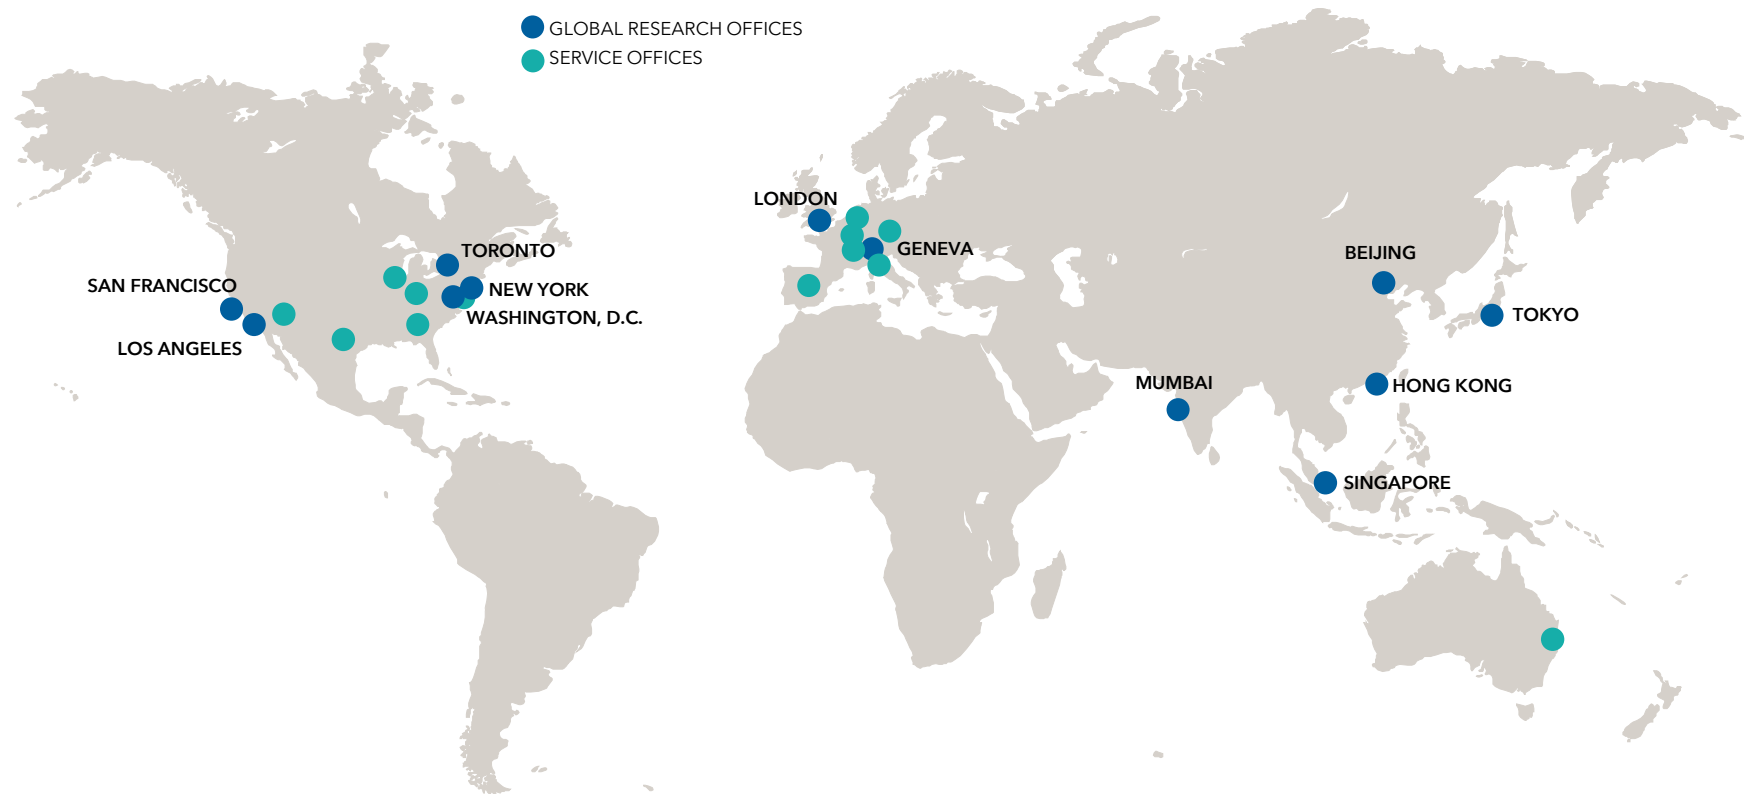 GLOBAL RESEARCH OFFICES
SERVICE OFFICES
LONDON
TORONTO
GENEVA
BEIJING
SAN FRANCISCO
NEW YORK
WASHINGTON, D.C.
TOKYO
LOS ANGELES
MUMBAI
HONG KONG
SINGAPORE